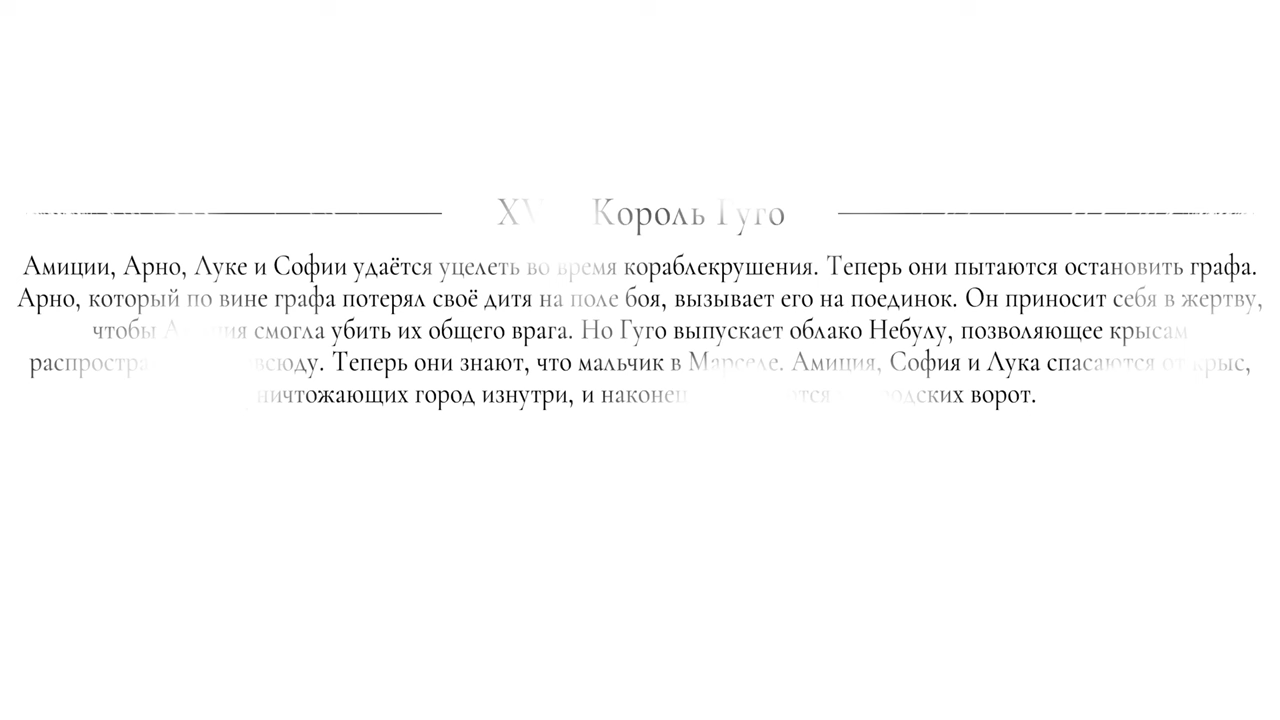 Король Гуго
Амиции, Арно, Луке и Софии удаётся уцелеть во время кораблекрушения. Теперь они пытаются остановить графа.
Арно, который по вине графа потерял своё дитя на поле боя, вызывает его на поединок. Он приносит себя в жертву,
чтобы Амиция смогла убить их общего врага. Но Гуго выпускает облако Небулу, позволяющее крысам
всюду. Теперь они знают, что мальчик в Марселе. Амиция, София и Лука спасаются от крыс,
уничтожающих город изнутри, и наконец городских ворот.